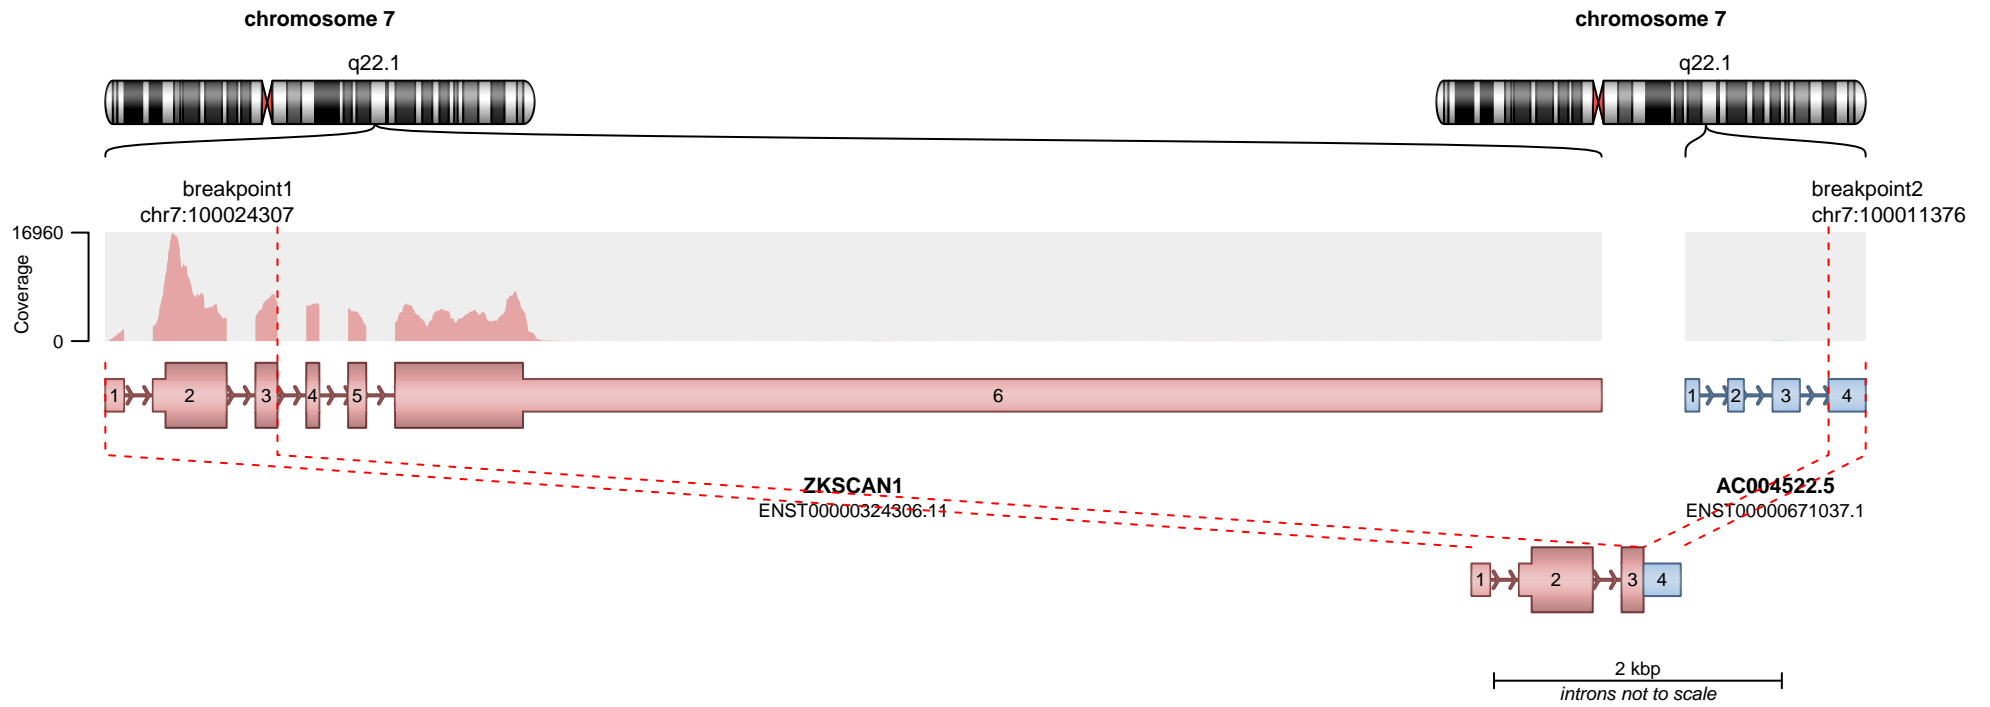 chromosome 7
chromosome 7
q22.1
q22.1
breakpoint1
chr7:100024307
breakpoint2
chr7:100011376
16960
Coverage
0
1 2 3 4 5 6
1 2 3 4
ZKSCAN1
ENST00000324306.11
AC004522.5
ENST00000671037.1
1 2 3 4
2 kbp
introns not to scale